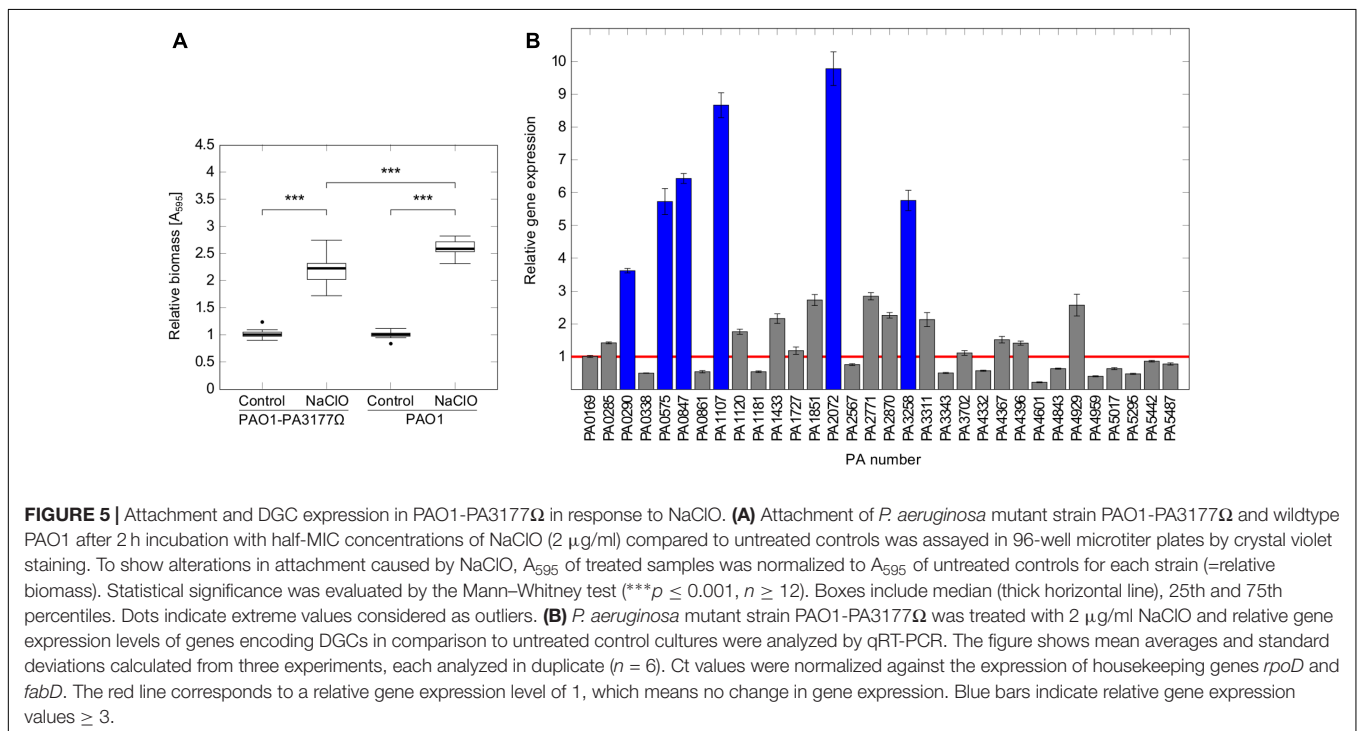 A
B
Relative biomass [A595]
4.5
4
3.5
3
2.5
2
1.5
1
0.5
0
***
***
***
Control NaClO Control NaClO
PAO1-PA3177Ω PAO1
Relative gene expression
10
9
8
7
6
5
4
3
2
1
PA0169
PA0285
PA0290
PA0338
PA0575
PA0847
PA0861
PA1107
PA1120
PA1181
PA1433
PA1727
PA1851
PA2072
PA2567
PA2771
PA2870
PA3258
PA3311
PA3343
PA3702
PA4332
PA4367
PA4396
PA4601
PA4843
PA4929
PA4959
PA5017
PA5295
PA5442
PA5487
PA number
FIGURE 5 | Attachment and DGC expression in PAO1-PA3177Ω in response to NaClO. (A) Attachment of P. aeruginosa mutant strain PAO1-PA3177Ω and wildtype
PAO1 after 2 h incubation with half-MIC concentrations of NaClO (2 μg/ml) compared to untreated controls was assayed in 96-well microtiter plates by crystal violet
staining. To show alterations in attachment caused by NaClO, A595 of treated samples was normalized to A595 of untreated controls for each strain (=relative
biomass). Statistical significance was evaluated by the Mann–Whitney test (***p ≤ 0.001, n ≥ 12). Boxes include median (thick horizontal line), 25th and 75th
percentiles. Dots indicate extreme values considered as outliers. (B) P. aeruginosa mutant strain PAO1-PA3177Ω was treated with 2 μg/ml NaClO and relative gene
expression levels of genes encoding DGCs in comparison to untreated control cultures were analyzed by qRT-PCR. The figure shows mean averages and standard
deviations calculated from three experiments, each analyzed in duplicate (n = 6). Ct values were normalized against the expression of housekeeping genes rpoD and
fabD. The red line corresponds to a relative gene expression level of 1, which means no change in gene expression. Blue bars indicate relative gene expression
values ≥ 3.